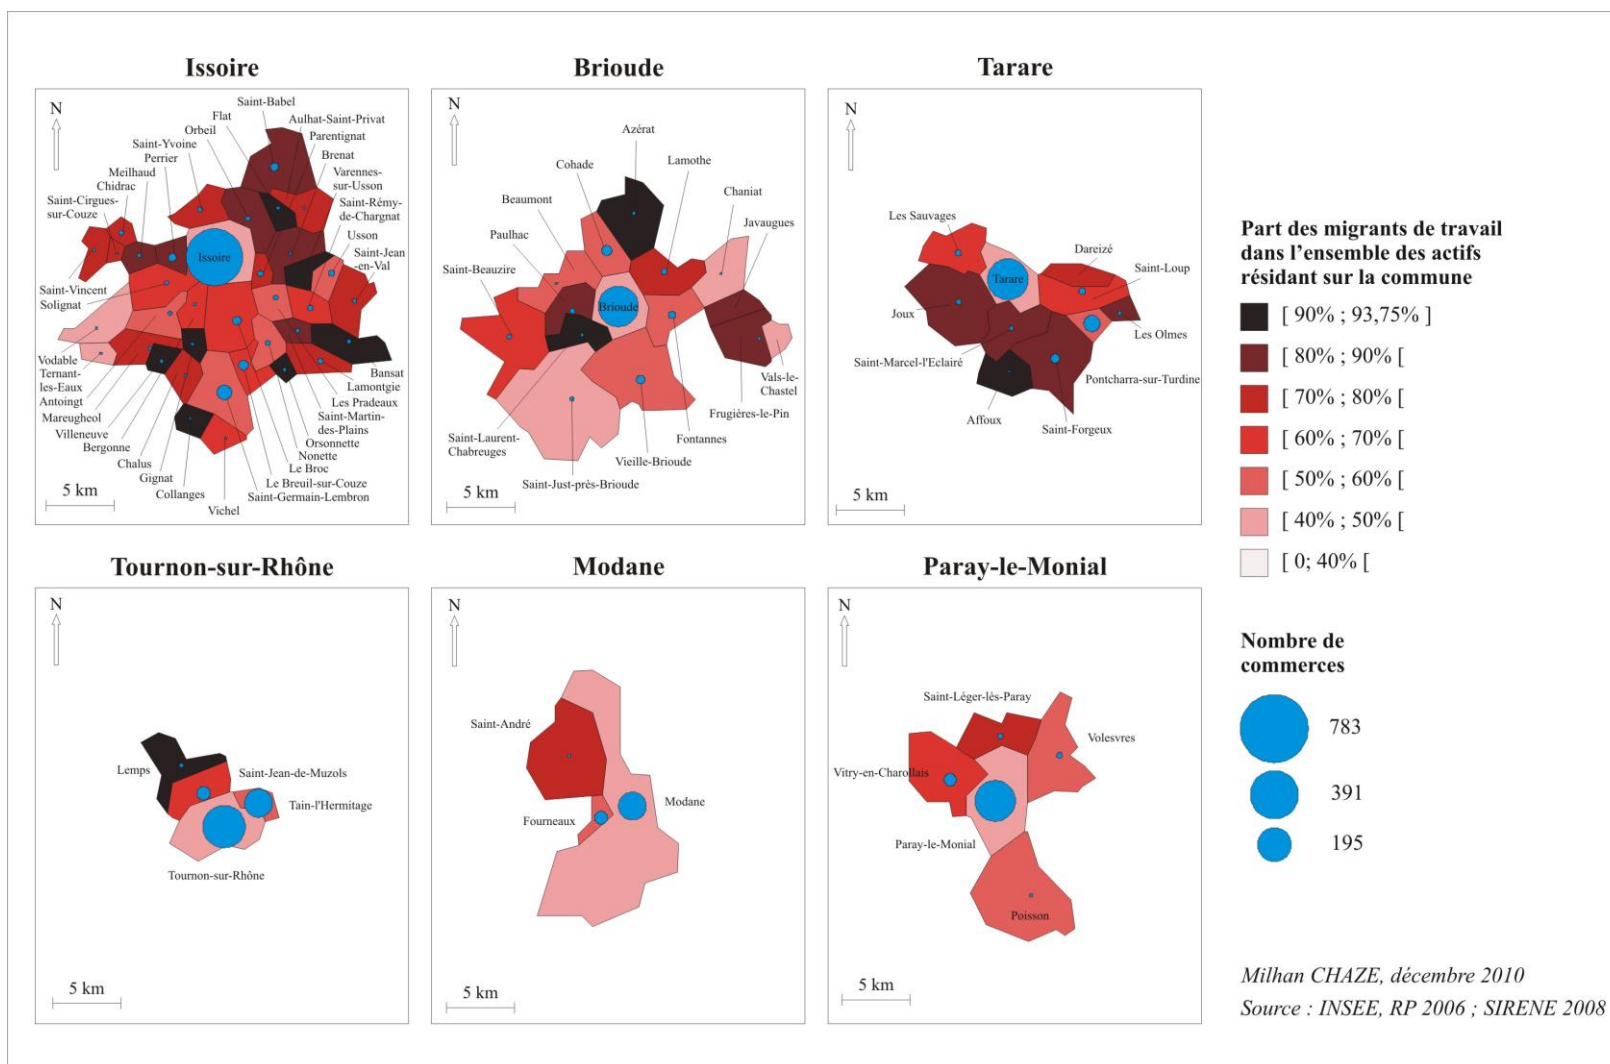 Issoire
N
Saint-Babel
Flat
Aulhat-Saint-Privat
Orbeil
Parentignat
Saint-Yvoine
Brenat
Perrier
Varennes-
sur-Usson
Meilhaud
Chidrac
Saint-Rémy-
de-Chargnat
Saint-Cirgues-
sur-Couze
Usson
Saint-Jean
-en-Val
Issoire
Saint-Vincent
Solignat
Vodable
Ternant-
les-Eaux
Antoingt
Mareugheol
Villeneuve
Bergonne
Chalus
Gignat
Collanges
Vichel
Bansat
Lamontgie
Les Pradeaux
Saint-Martin-
des-Plains
Orsonnette
Nonette
Le Broc
Le Breuil-sur-Couze
Saint-Germain-Lembron
5 km
Brioude
N
Azérat
Cohade
Lamothe
Beaumont
Chaniat
Paulhac
Javaugues
Saint-Beauzire
Brioude
Vals-le-
Chastel
Frugières-le-Pin
Saint-Laurent-
Chabreuges
Fontannes
Vieille-Brioude
Saint-Just-près-Brioude
5 km
Tarare
N
Les Sauvages
Dareizé
Saint-Loup
Tarare
Joux
Les Olmes
Saint-Marcel-l'Eclairé
Pontcharra-sur-Turdine
Affoux
Saint-Forgeux
5 km
Tournon-sur-Rhône
N
Lemps
Saint-Jean-de-Muzols
Tain-l'Hermitage
Tournon-sur-Rhône
5 km
Modane
N
Saint-André
Modane
Fourneaux
5 km
Paray-le-Monial
N
Saint-Léger-lès-Paray
Volesvres
Vitry-en-Charollais
Paray-le-Monial
Poisson
5 km
Part des migrants de travail
dans l'ensemble des actifs
résidant sur la commune
[ 90% ; 93,75% ]
[ 80% ; 90% [
[ 70% ; 80% [
[ 60% ; 70% [
[ 50% ; 60% [
[ 40% ; 50% [
[ 0; 40% [
Nombre de
commerces
783
391
195
Milhan CHAZE, décembre 2010
Source : INSEE, RP 2006 ; SIRENE 2008